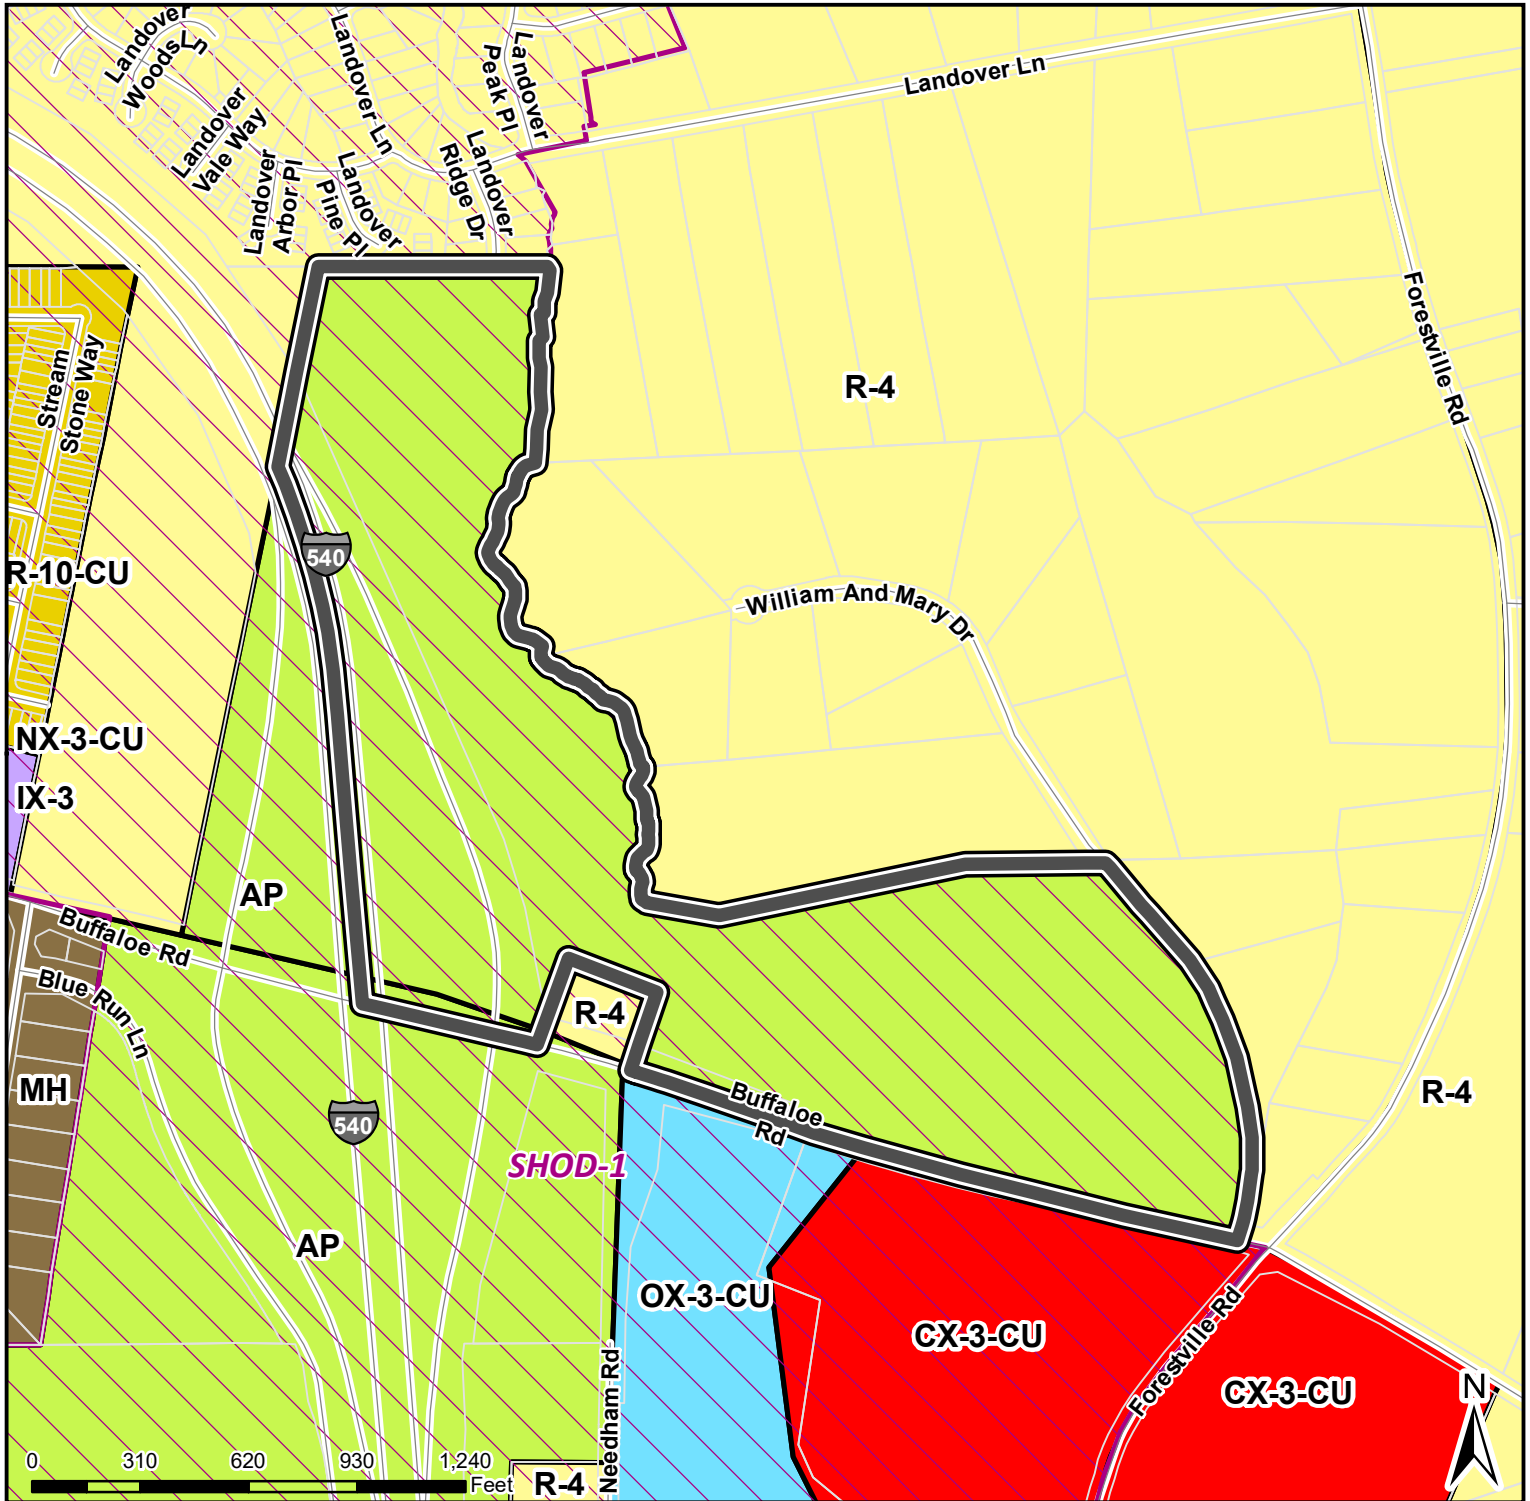 Landover
Woods Ln
Landover
Vale Way
Landover
Arbor Pl
Landover
Pine Pl
Landover Ln
Landover
Peak Pl
Landover
Ridge Dr
Landover Ln
Forestville Rd
R-4
Stream
Stone Way
R-10-CU
540
William And Mary Dr
NX-3-CU
IX-3
AP
Buffaloe Rd
Blue Run Ln
R-4
MH
540
Buffaloe
Rd
R-4
SHOD-1
AP
OX-3-CU
CX-3-CU
Forestville Rd
CX-3-CU
N
Needham Rd
R-4
0 310 620 930 1,240
Feet